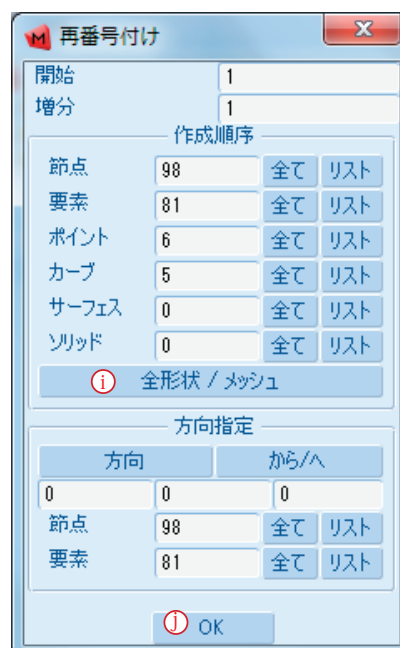 再番号付け
開始 1
増分 1
作成順序
節点 98 全て リスト
要素 81 全て リスト
ポイント 6 全て リスト
カーブ 5 全て リスト
サーフェス 0 全て リスト
ソリッド 0 全て リスト
ⓘ 全形状 / メッシュ
方向指定
方向 から/へ
0 0 0
節点 98 全て リスト
要素 81 全て リスト
ⓙ OK